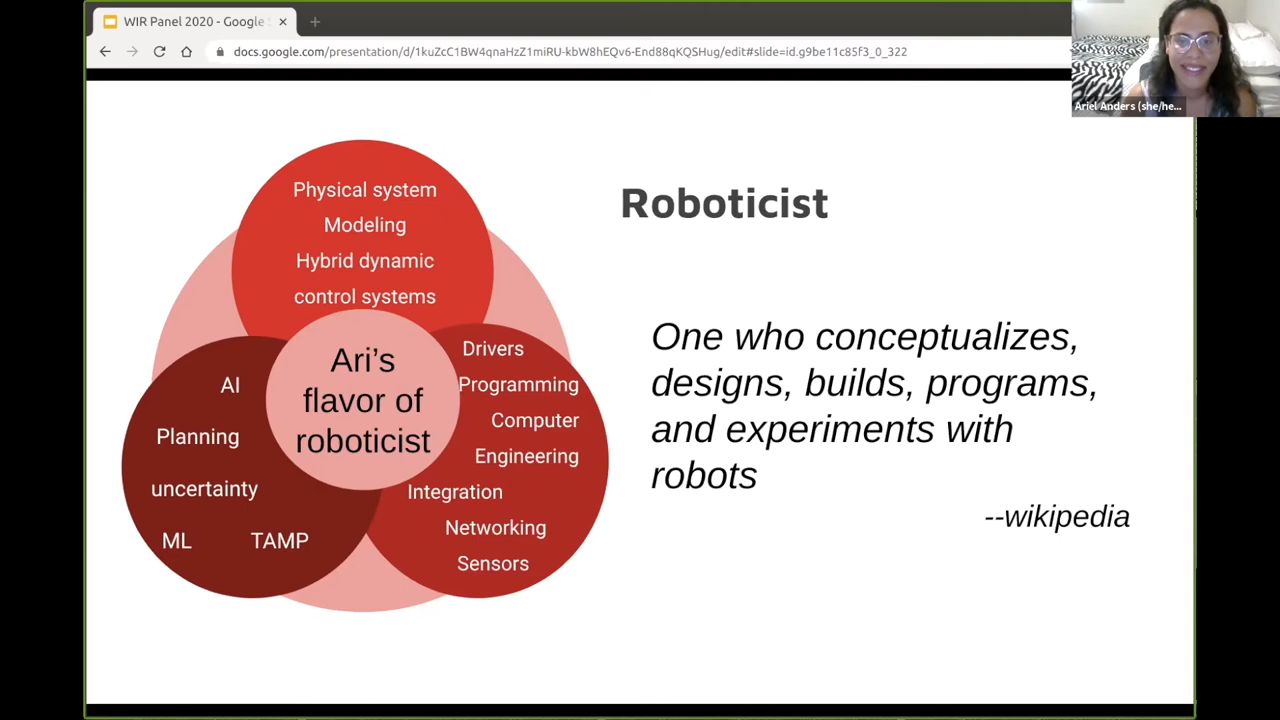 WIR Panel 2020 - Google
docs.google.com/presentation/d/1kuZcC1BW4qnaHzZ1miRU-kbW8hEQv6-End88qKQSHug/edit#slide=id.g9be11c85f3_0_322
Ariel Anders (she/he...
Roboticist
Physical system
Modeling
Hybrid dynamic
control systems
Ari's
flavor of
roboticist
AI
Planning
uncertainty
ML TAMP
Drivers
Programming
Computer
Engineering
Integration
Networking
Sensors
One who conceptualizes,
designs, builds, programs,
and experiments with
robots
--wikipedia